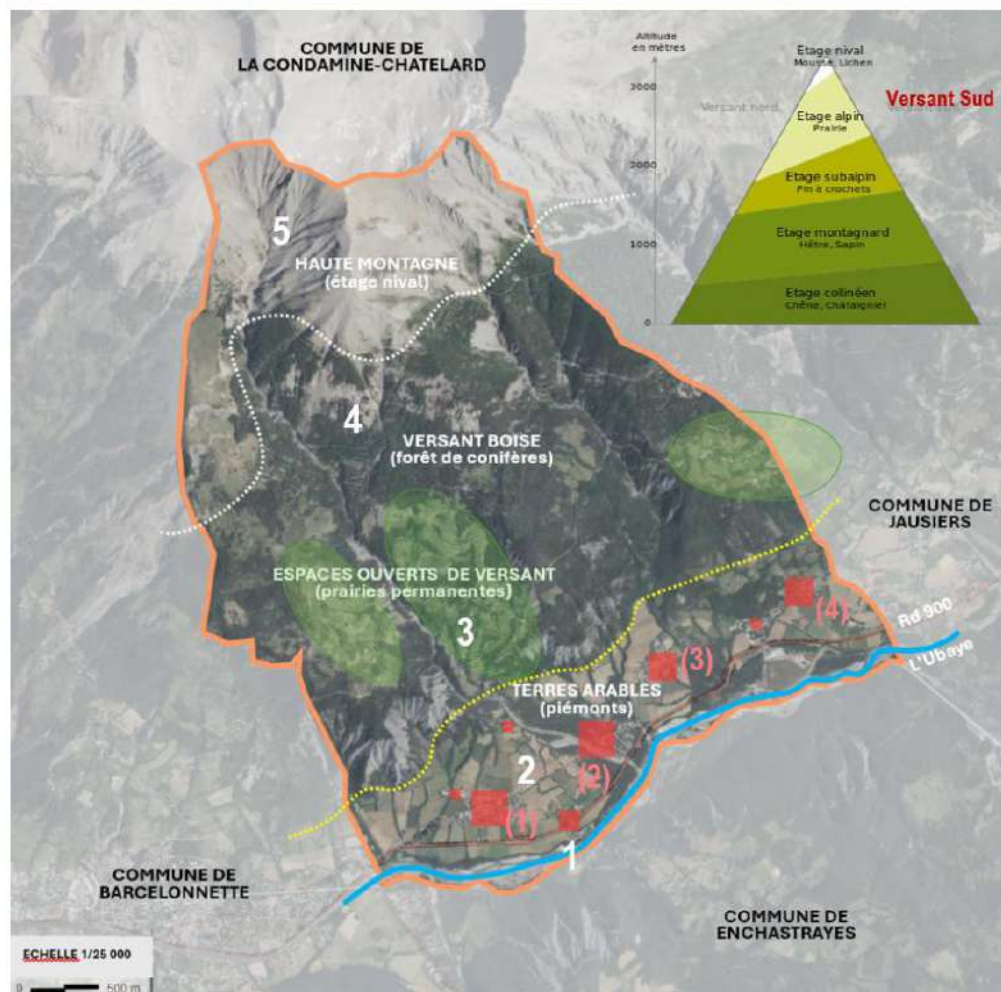 COMMUNE DE
LA CONDAMINE-CHATELARD
Altitude
en mètres
3000
2000
1000
0
Versant nord
Versant Sud
Etage nival
Mousse, Lichen
Etage alpin
Prairie
Etage subalpin
Pin à crochets
Etage montagnard
Hêtre, Sapin
Etage collinéen
Chêne, Châtaignier
5
HAUTE MONTAGNE
(étage nival)
4
VERSANT BOISE
(forêt de conifères)
COMMUNE DE
JAUSIERS
ESPACES OUVERTS DE VERSANT
(prairies permanentes)
3
(4)
Rd 900
L'Ubaye
(3)
TERRES ARABLES
(piémonts)
2
(2)
(1)
1
COMMUNE DE
BARCELONNETTE
COMMUNE DE
ENCHASTRAYES
ECHELLE 1/25 000
0 500 m